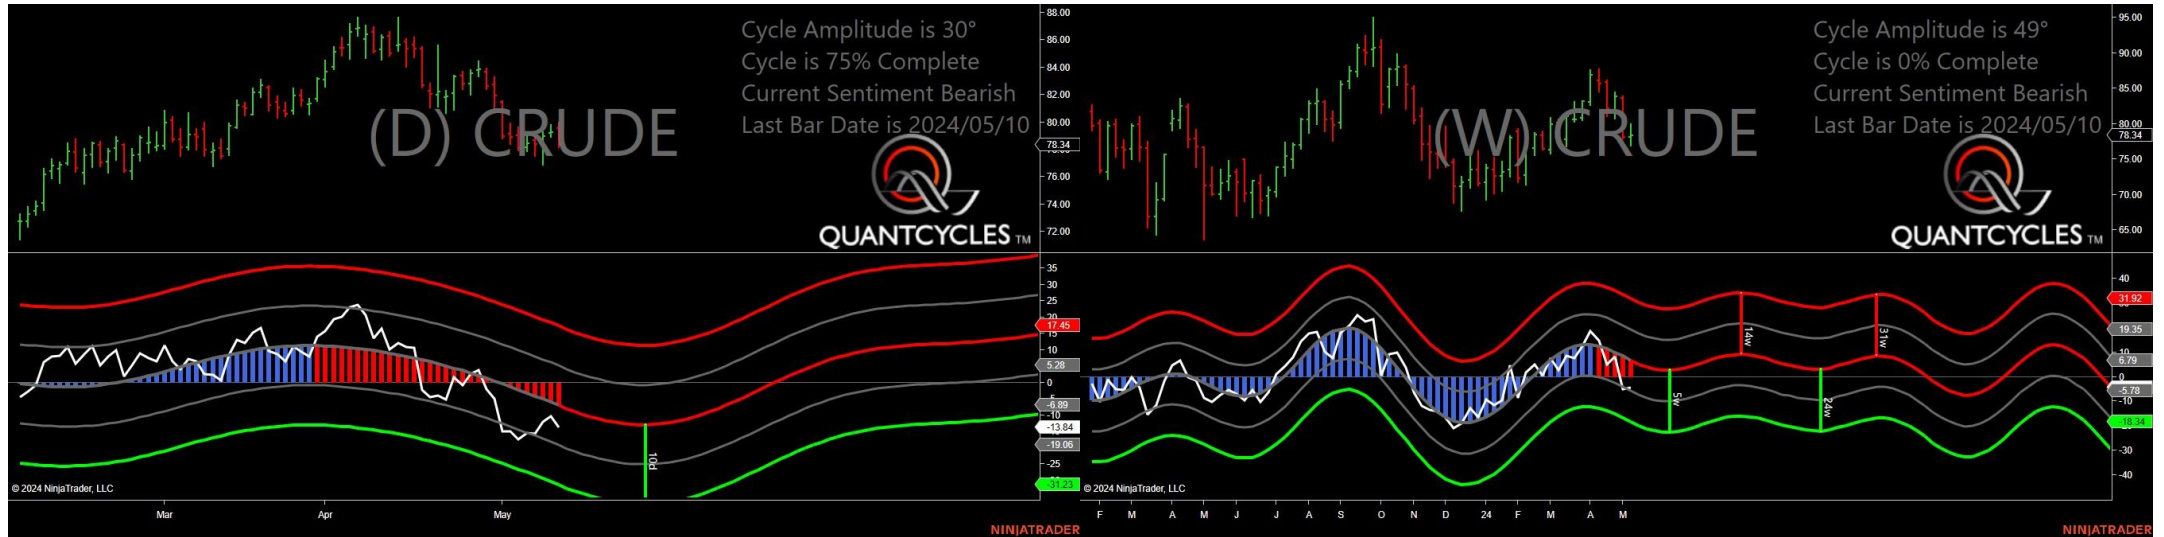 Cycle Amplitude is 30°
Cycle is 75% Complete
Current Sentiment Bearish
Last Bar Date is 2024/05/10
(D) CRUDE
QUANTCYCLES TM
88.00
86.00
84.00
82.00
80.00
78.34
76.00
74.00
72.00
35
30
25
20
17.45
10
5.28
0
-6.89
-10
-13.84
-19.06
-25
-31.23
10d
© 2024 NinjaTrader, LLC
Mar Apr May
NINJATRADER
Cycle Amplitude is 49°
Cycle is 0% Complete
Current Sentiment Bearish
Last Bar Date is 2024/05/10
(W) CRUDE
QUANTCYCLES TM
95.00
90.00
85.00
80.00
78.34
75.00
70.00
65.00
40
31.92
19.35
10
6.79
0
-5.78
-10
-18.34
-30
-40
14w
31w
5w
24w
© 2024 NinjaTrader, LLC
F M A M J J A S O N D 24 F M A M
NINJATRADER